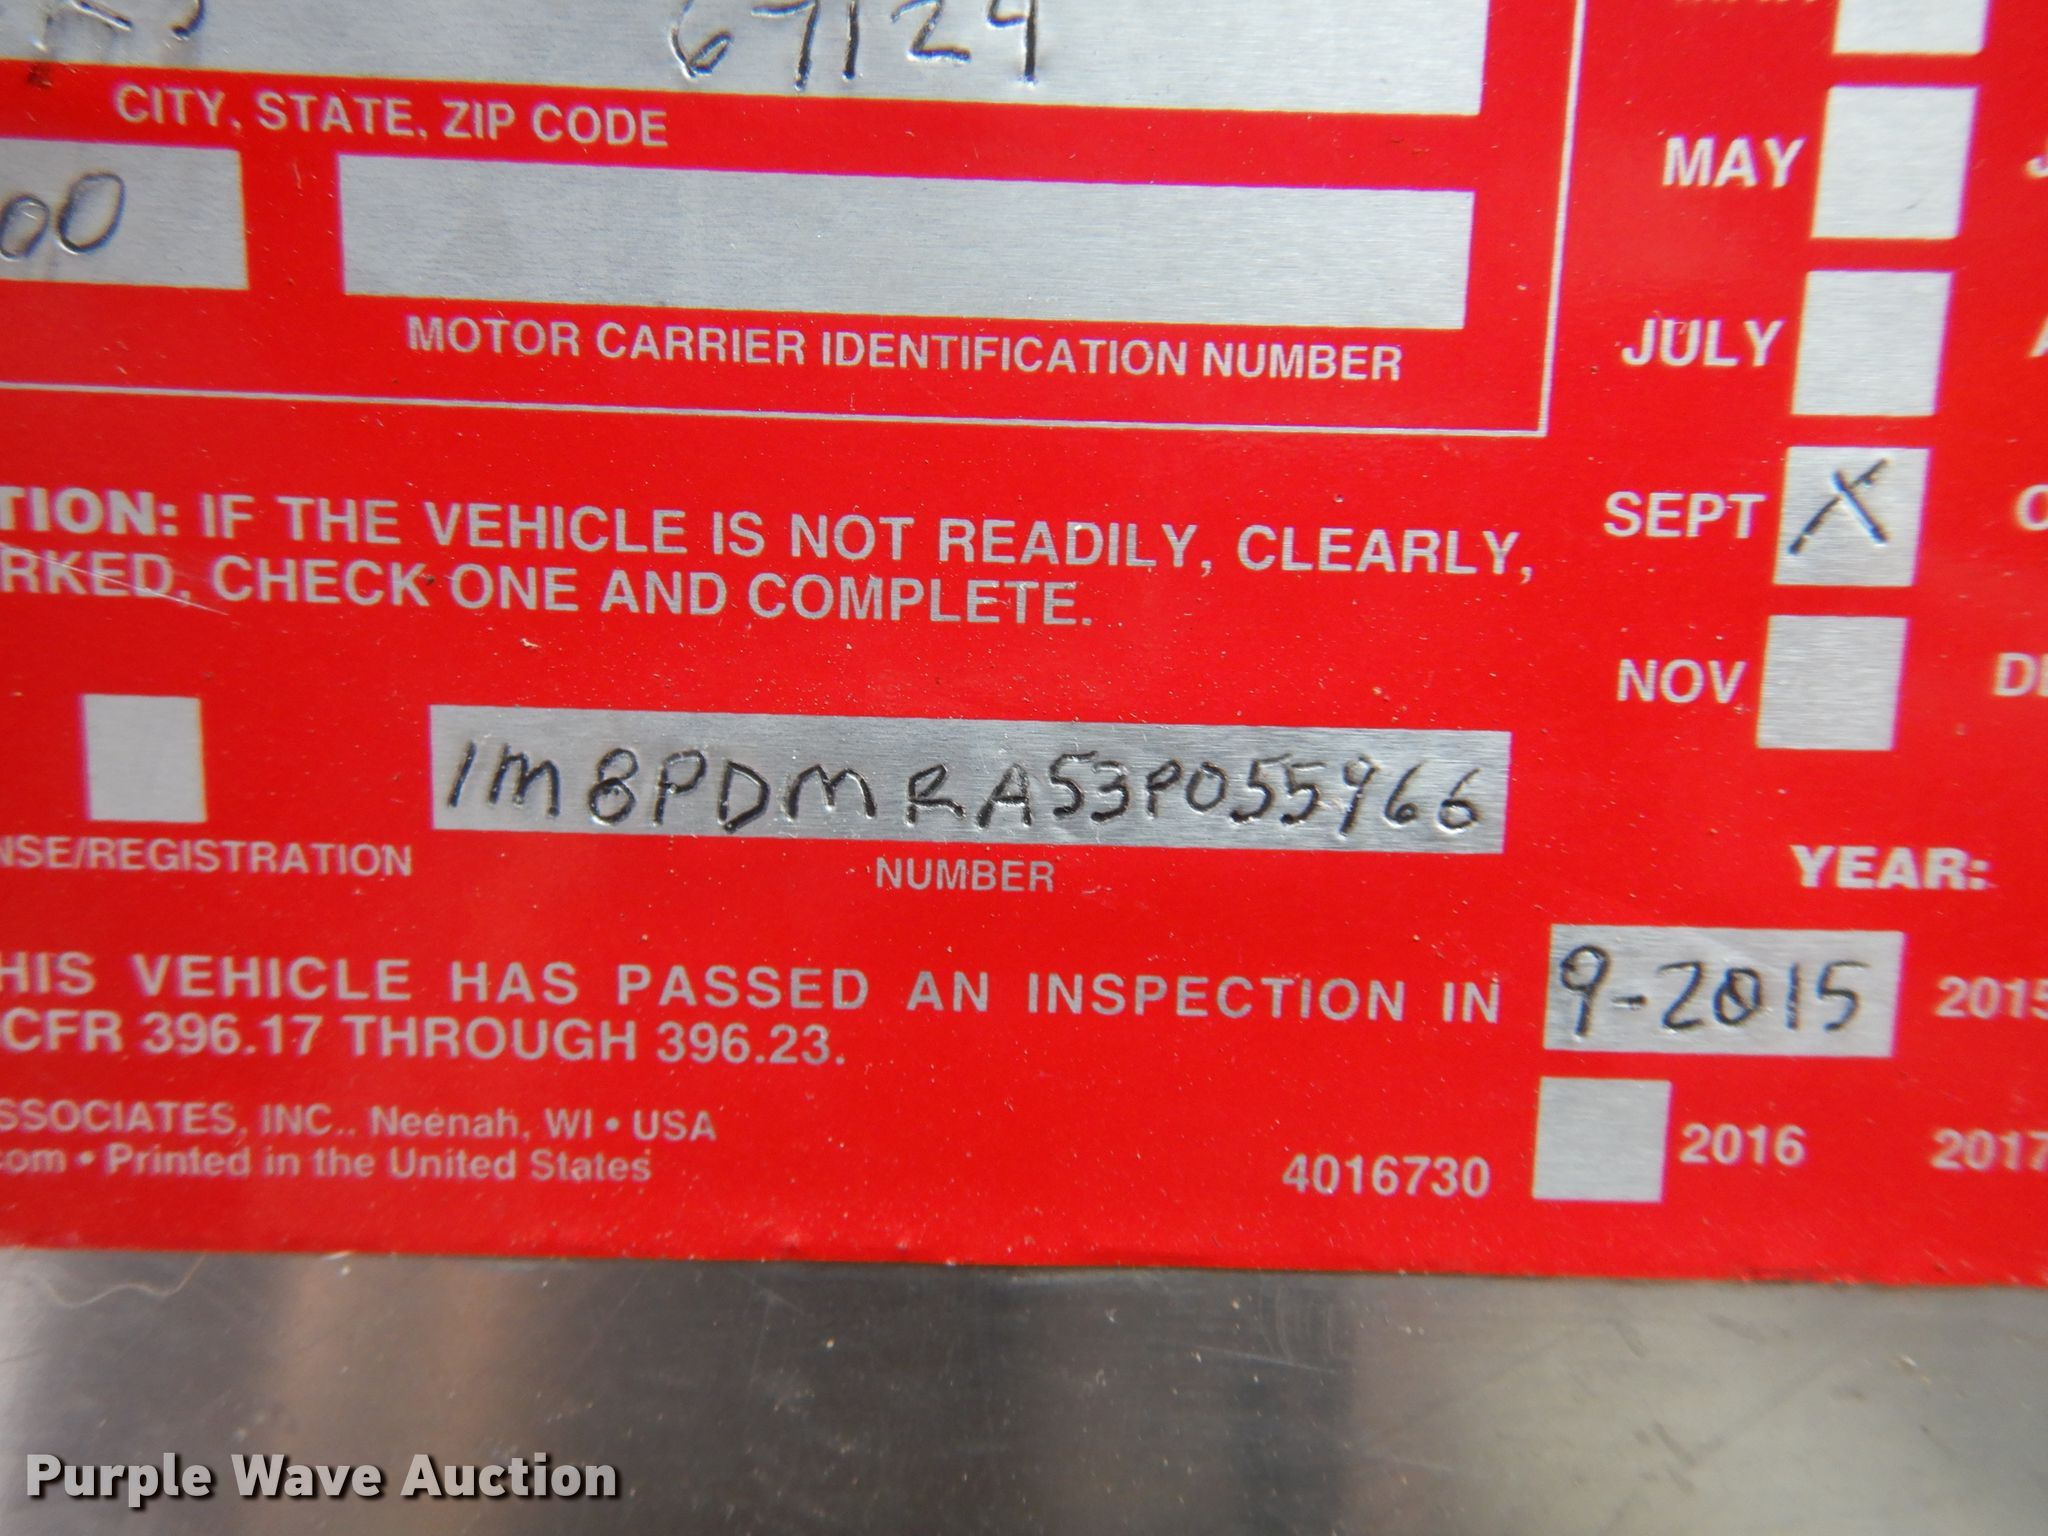 67124
CITY, STATE, ZIP CODE
MAY
00
MOTOR CARRIER IDENTIFICATION NUMBER
JULY
TION: IF THE VEHICLE IS NOT READILY, CLEARLY,
RKED, CHECK ONE AND COMPLETE.
SEPT X
NOV
1M8PDMRA53P055966
NSE/REGISTRATION
NUMBER
YEAR:
HIS VEHICLE HAS PASSED AN INSPECTION IN
CFR 396.17 THROUGH 396.23.
9-2015 2015
SSOCIATES, INC., Neenah, WI • USA
com • Printed in the United States
4016730
2016 2017
Purple Wave Auction